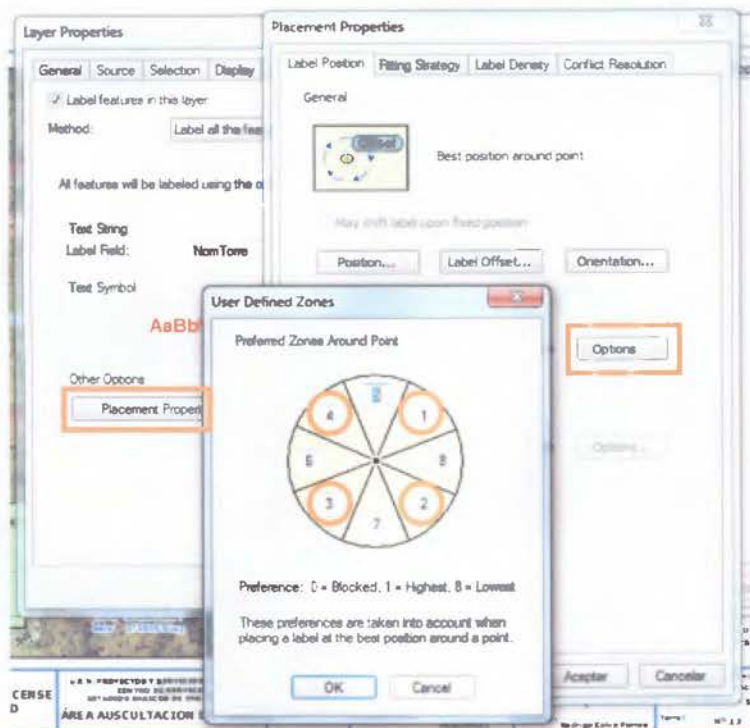 Layer Properties
General Source Selection Display
Label features in this layer
Method: Label all the fea
All features will be labeled using the o
Text String
Label Field: NomTorre
Text Symbol
AaBb
Other Options
Placement Propert
Placement Properties
Label Position Fitting Strategy Label Density Conflict Resolution
General
Offset
Best position around point
May shift label upon fixed position
Position... Label Offset... Orientation...
Options
Options...
User Defined Zones
Preferred Zones Around Point
4 1
8
3 2
7
Preference: 0 = Blocked, 1 = Highest, 8 = Lowest
These preferences are taken into account when
placing a label at the best position around a point.
OK Cancel
Aceptar Cancelar
CENSE
D
ÁREA AUSCULTACION